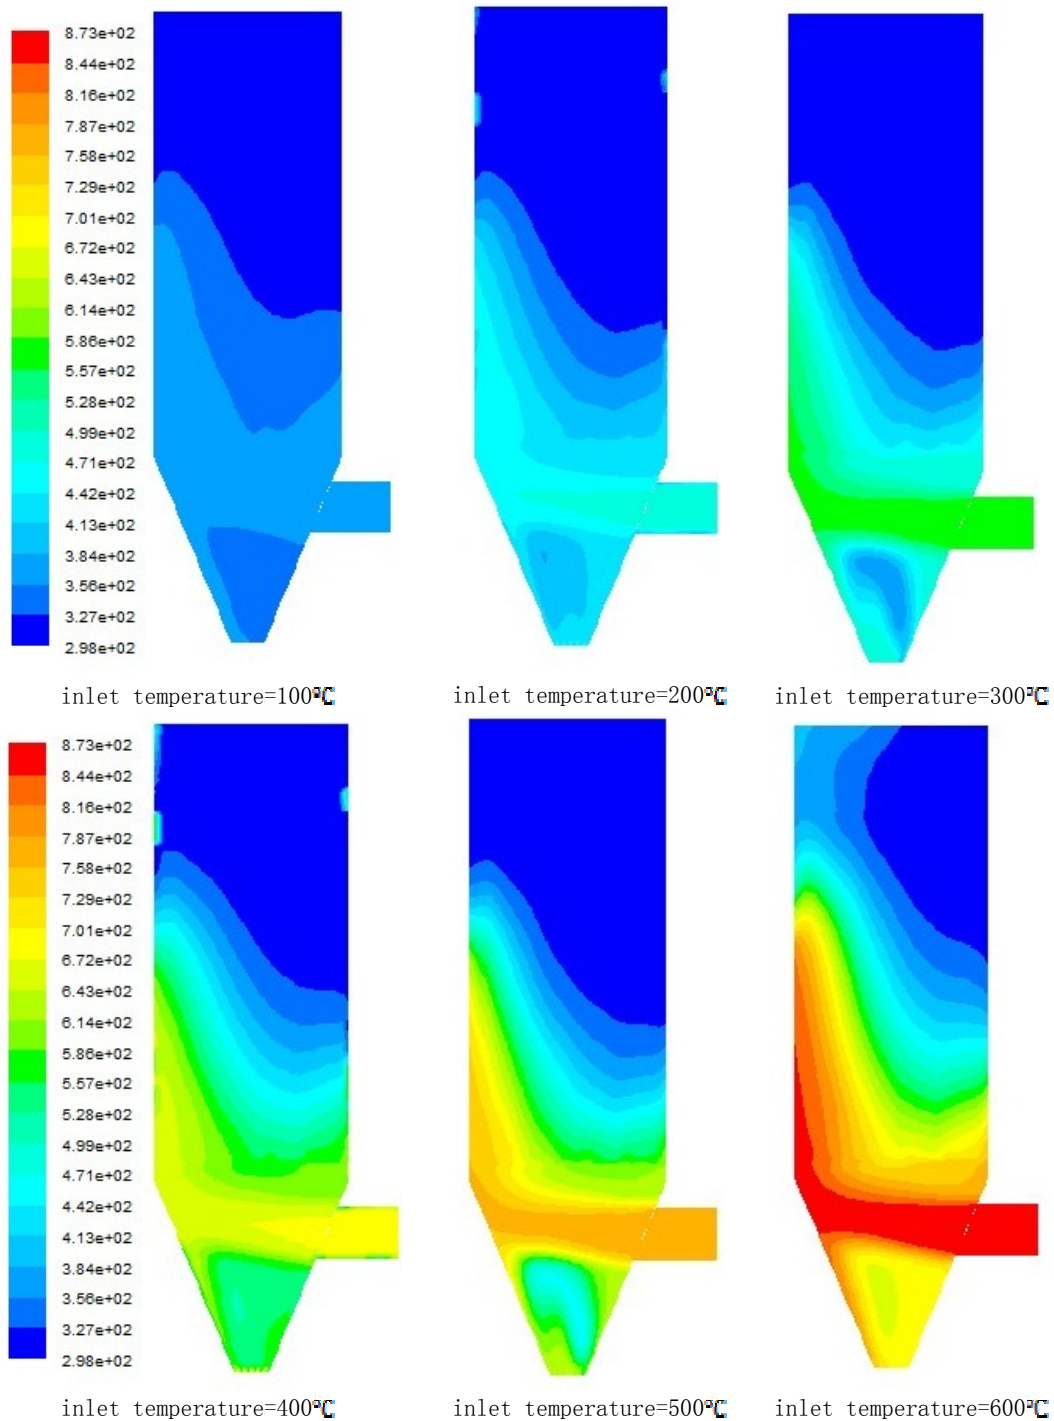 8.73e+02
8.44e+02
8.16e+02
7.87e+02
7.58e+02
7.29e+02
7.01e+02
6.72e+02
6.43e+02
6.14e+02
5.86e+02
5.57e+02
5.28e+02
4.99e+02
4.71e+02
4.42e+02
4.13e+02
3.84e+02
3.56e+02
3.27e+02
2.98e+02
inlet temperature=100℃
inlet temperature=200℃
inlet temperature=300℃
8.73e+02
8.44e+02
8.16e+02
7.87e+02
7.58e+02
7.29e+02
7.01e+02
6.72e+02
6.43e+02
6.14e+02
5.86e+02
5.57e+02
5.28e+02
4.99e+02
4.71e+02
4.42e+02
4.13e+02
3.84e+02
3.56e+02
3.27e+02
2.98e+02
inlet temperature=400℃
inlet temperature=500℃
inlet temperature=600℃